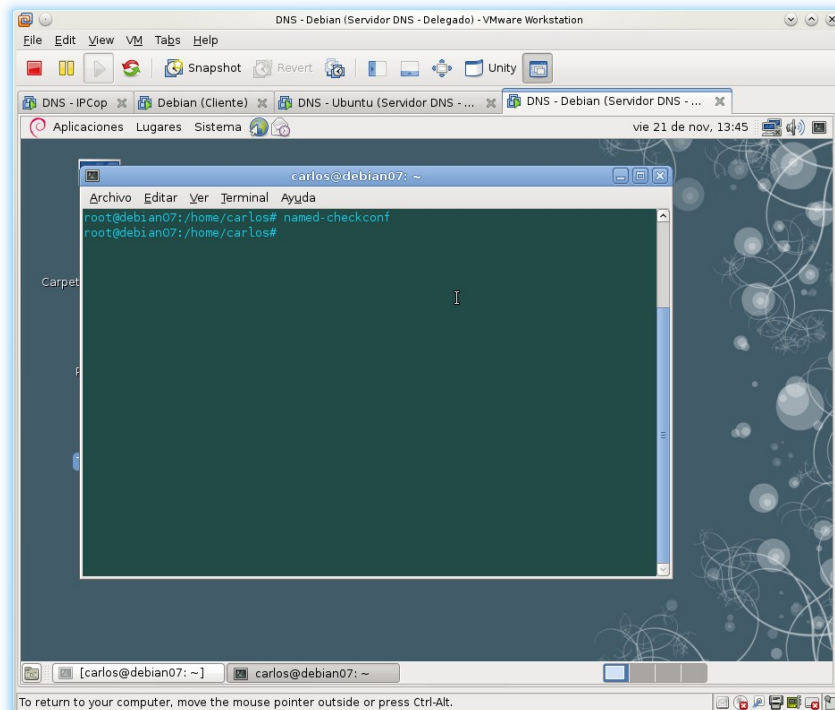 DNS - Debian (Servidor DNS - Delegado) - VMware Workstation
File Edit View VM Tabs Help
Snapshot Revert Unity
DNS - IPCop DNS - Debian (Cliente) DNS - Ubuntu (Servidor DNS - ... DNS - Debian (Servidor DNS - ...
Aplicaciones Lugares Sistema vie 21 de nov, 13:45
carlos@debian07: ~
Archivo Editar Ver Terminal Ayuda
root@debian07:/home/carlos# named-checkconf
root@debian07:/home/carlos#
Carpet
[carlos@debian07: ~] carlos@debian07: ~
To return to your computer, move the mouse pointer outside or press Ctrl-Alt.